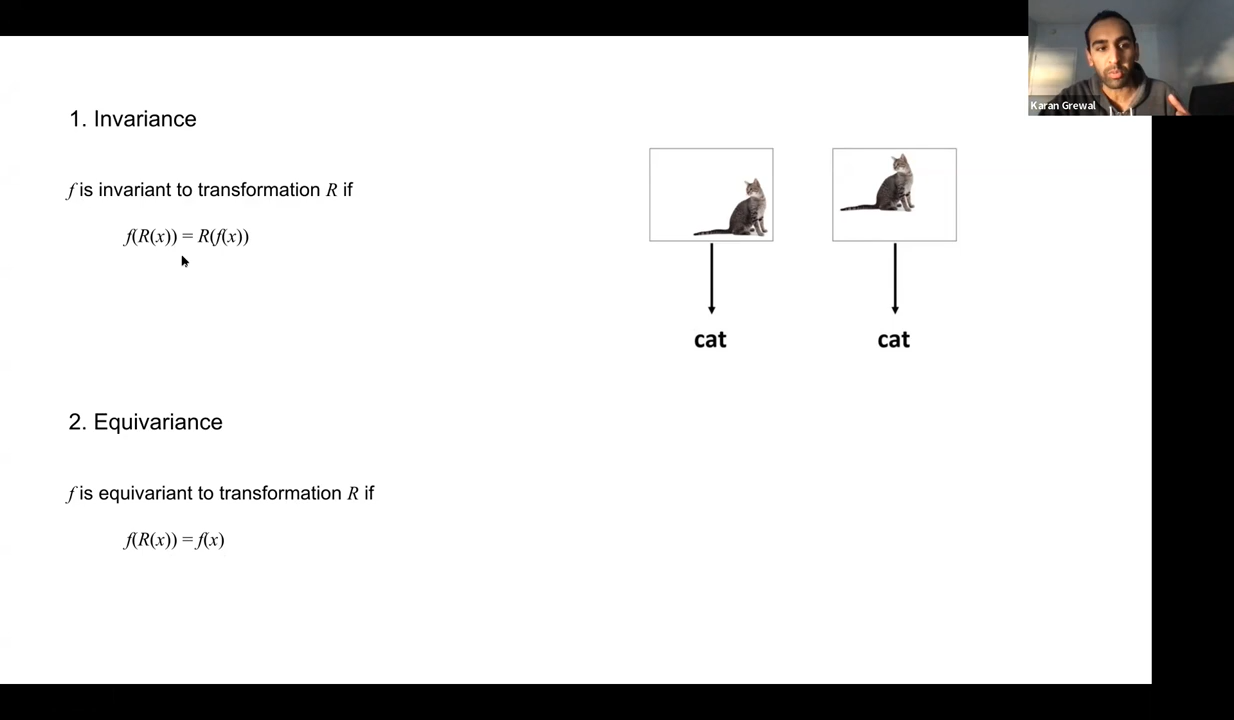 Karan Grewal
1. Invariance
f is invariant to transformation R if
f(R(x)) = R(f(x))
cat
cat
2. Equivariance
f is equivariant to transformation R if
f(R(x)) = f(x)